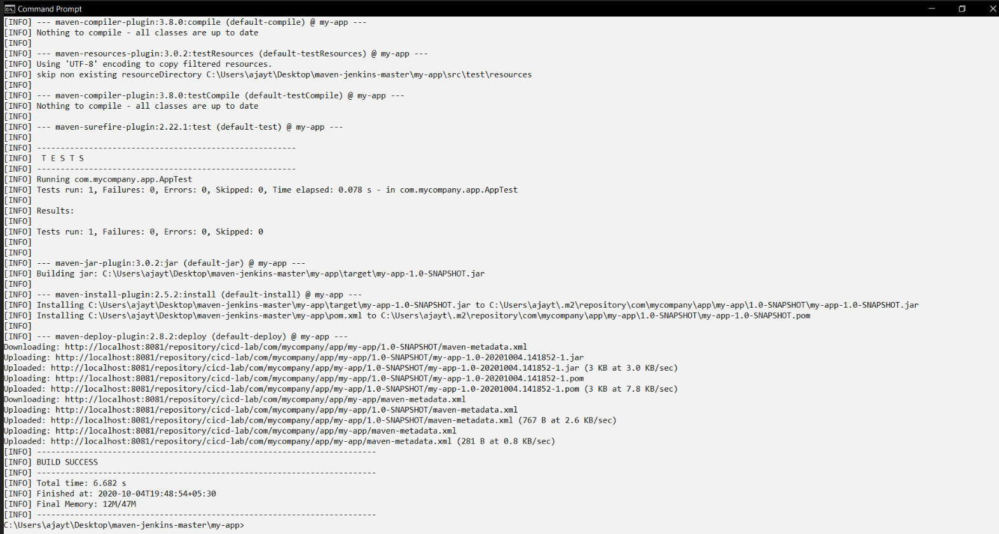 Command Prompt
[INFO] --- maven-compiler-plugin:3.8.0:compile (default-compile) @ my-app ---
[INFO] Nothing to compile - all classes are up to date
[INFO]
[INFO] --- maven-resources-plugin:3.0.2:testResources (default-testResources) @ my-app ---
[INFO] Using 'UTF-8' encoding to copy filtered resources.
[INFO] skip non existing resourceDirectory C:\Users\ajayt\Desktop\maven-jenkins-master\my-app\src\test\resources
[INFO]
[INFO] --- maven-compiler-plugin:3.8.0:testCompile (default-testCompile) @ my-app ---
[INFO] Nothing to compile - all classes are up to date
[INFO]
[INFO] --- maven-surefire-plugin:2.22.1:test (default-test) @ my-app ---
[INFO]
[INFO] -------------------------------------------------------
[INFO]  T E S T S
[INFO] -------------------------------------------------------
[INFO] Running com.mycompany.app.AppTest
[INFO] Tests run: 1, Failures: 0, Errors: 0, Skipped: 0, Time elapsed: 0.078 s - in com.mycompany.app.AppTest
[INFO]
[INFO] Results:
[INFO]
[INFO] Tests run: 1, Failures: 0, Errors: 0, Skipped: 0
[INFO]
[INFO]
[INFO] --- maven-jar-plugin:3.0.2:jar (default-jar) @ my-app ---
[INFO] Building jar: C:\Users\ajayt\Desktop\maven-jenkins-master\my-app\target\my-app-1.0-SNAPSHOT.jar
[INFO]
[INFO] --- maven-install-plugin:2.5.2:install (default-install) @ my-app ---
[INFO] Installing C:\Users\ajayt\Desktop\maven-jenkins-master\my-app\target\my-app-1.0-SNAPSHOT.jar to C:\Users\ajayt\.m2\repository\com\mycompany\app\my-app\1.0-SNAPSHOT\my-app-1.0-SNAPSHOT.jar
[INFO] Installing C:\Users\ajayt\Desktop\maven-jenkins-master\my-app\pom.xml to C:\Users\ajayt\.m2\repository\com\mycompany\app\my-app\1.0-SNAPSHOT\my-app-1.0-SNAPSHOT.pom
[INFO]
[INFO] --- maven-deploy-plugin:2.8.2:deploy (default-deploy) @ my-app ---
Downloading: http://localhost:8081/repository/cicd-lab/com/mycompany/app/my-app/1.0-SNAPSHOT/maven-metadata.xml
Uploading: http://localhost:8081/repository/cicd-lab/com/mycompany/app/my-app/1.0-SNAPSHOT/my-app-1.0-20201004.141852-1.jar
Uploaded: http://localhost:8081/repository/cicd-lab/com/mycompany/app/my-app/1.0-SNAPSHOT/my-app-1.0-20201004.141852-1.jar (3 KB at 3.0 KB/sec)
Uploading: http://localhost:8081/repository/cicd-lab/com/mycompany/app/my-app/1.0-SNAPSHOT/my-app-1.0-20201004.141852-1.pom
Uploaded: http://localhost:8081/repository/cicd-lab/com/mycompany/app/my-app/1.0-SNAPSHOT/my-app-1.0-20201004.141852-1.pom (3 KB at 7.8 KB/sec)
Downloading: http://localhost:8081/repository/cicd-lab/com/mycompany/app/my-app/maven-metadata.xml
Uploading: http://localhost:8081/repository/cicd-lab/com/mycompany/app/my-app/1.0-SNAPSHOT/maven-metadata.xml
Uploaded: http://localhost:8081/repository/cicd-lab/com/mycompany/app/my-app/1.0-SNAPSHOT/maven-metadata.xml (767 B at 2.6 KB/sec)
Uploading: http://localhost:8081/repository/cicd-lab/com/mycompany/app/my-app/maven-metadata.xml
Uploaded: http://localhost:8081/repository/cicd-lab/com/mycompany/app/my-app/maven-metadata.xml (281 B at 0.8 KB/sec)
[INFO] ------------------------------------------------------------------------
[INFO] BUILD SUCCESS
[INFO] ------------------------------------------------------------------------
[INFO] Total time: 6.682 s
[INFO] Finished at: 2020-10-04T19:48:54+05:30
[INFO] Final Memory: 12M/47M
[INFO] ------------------------------------------------------------------------
C:\Users\ajayt\Desktop\maven-jenkins-master\my-app>